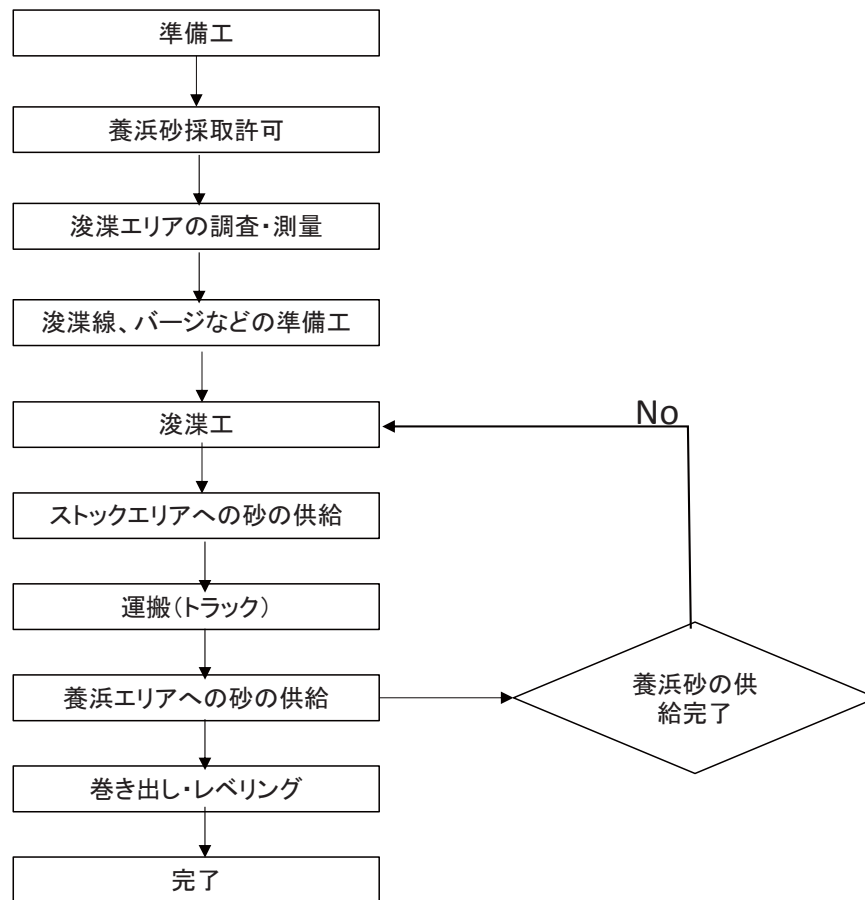 準備工
養浜砂採取許可
浚渫エリアの調査・測量
浚渫線、バージなどの準備工
浚渫工
No
ストックエリアへの砂の供給
運搬(トラック)
養浜エリアへの砂の供給
養浜砂の供
給完了
巻き出し・レベリング
完了